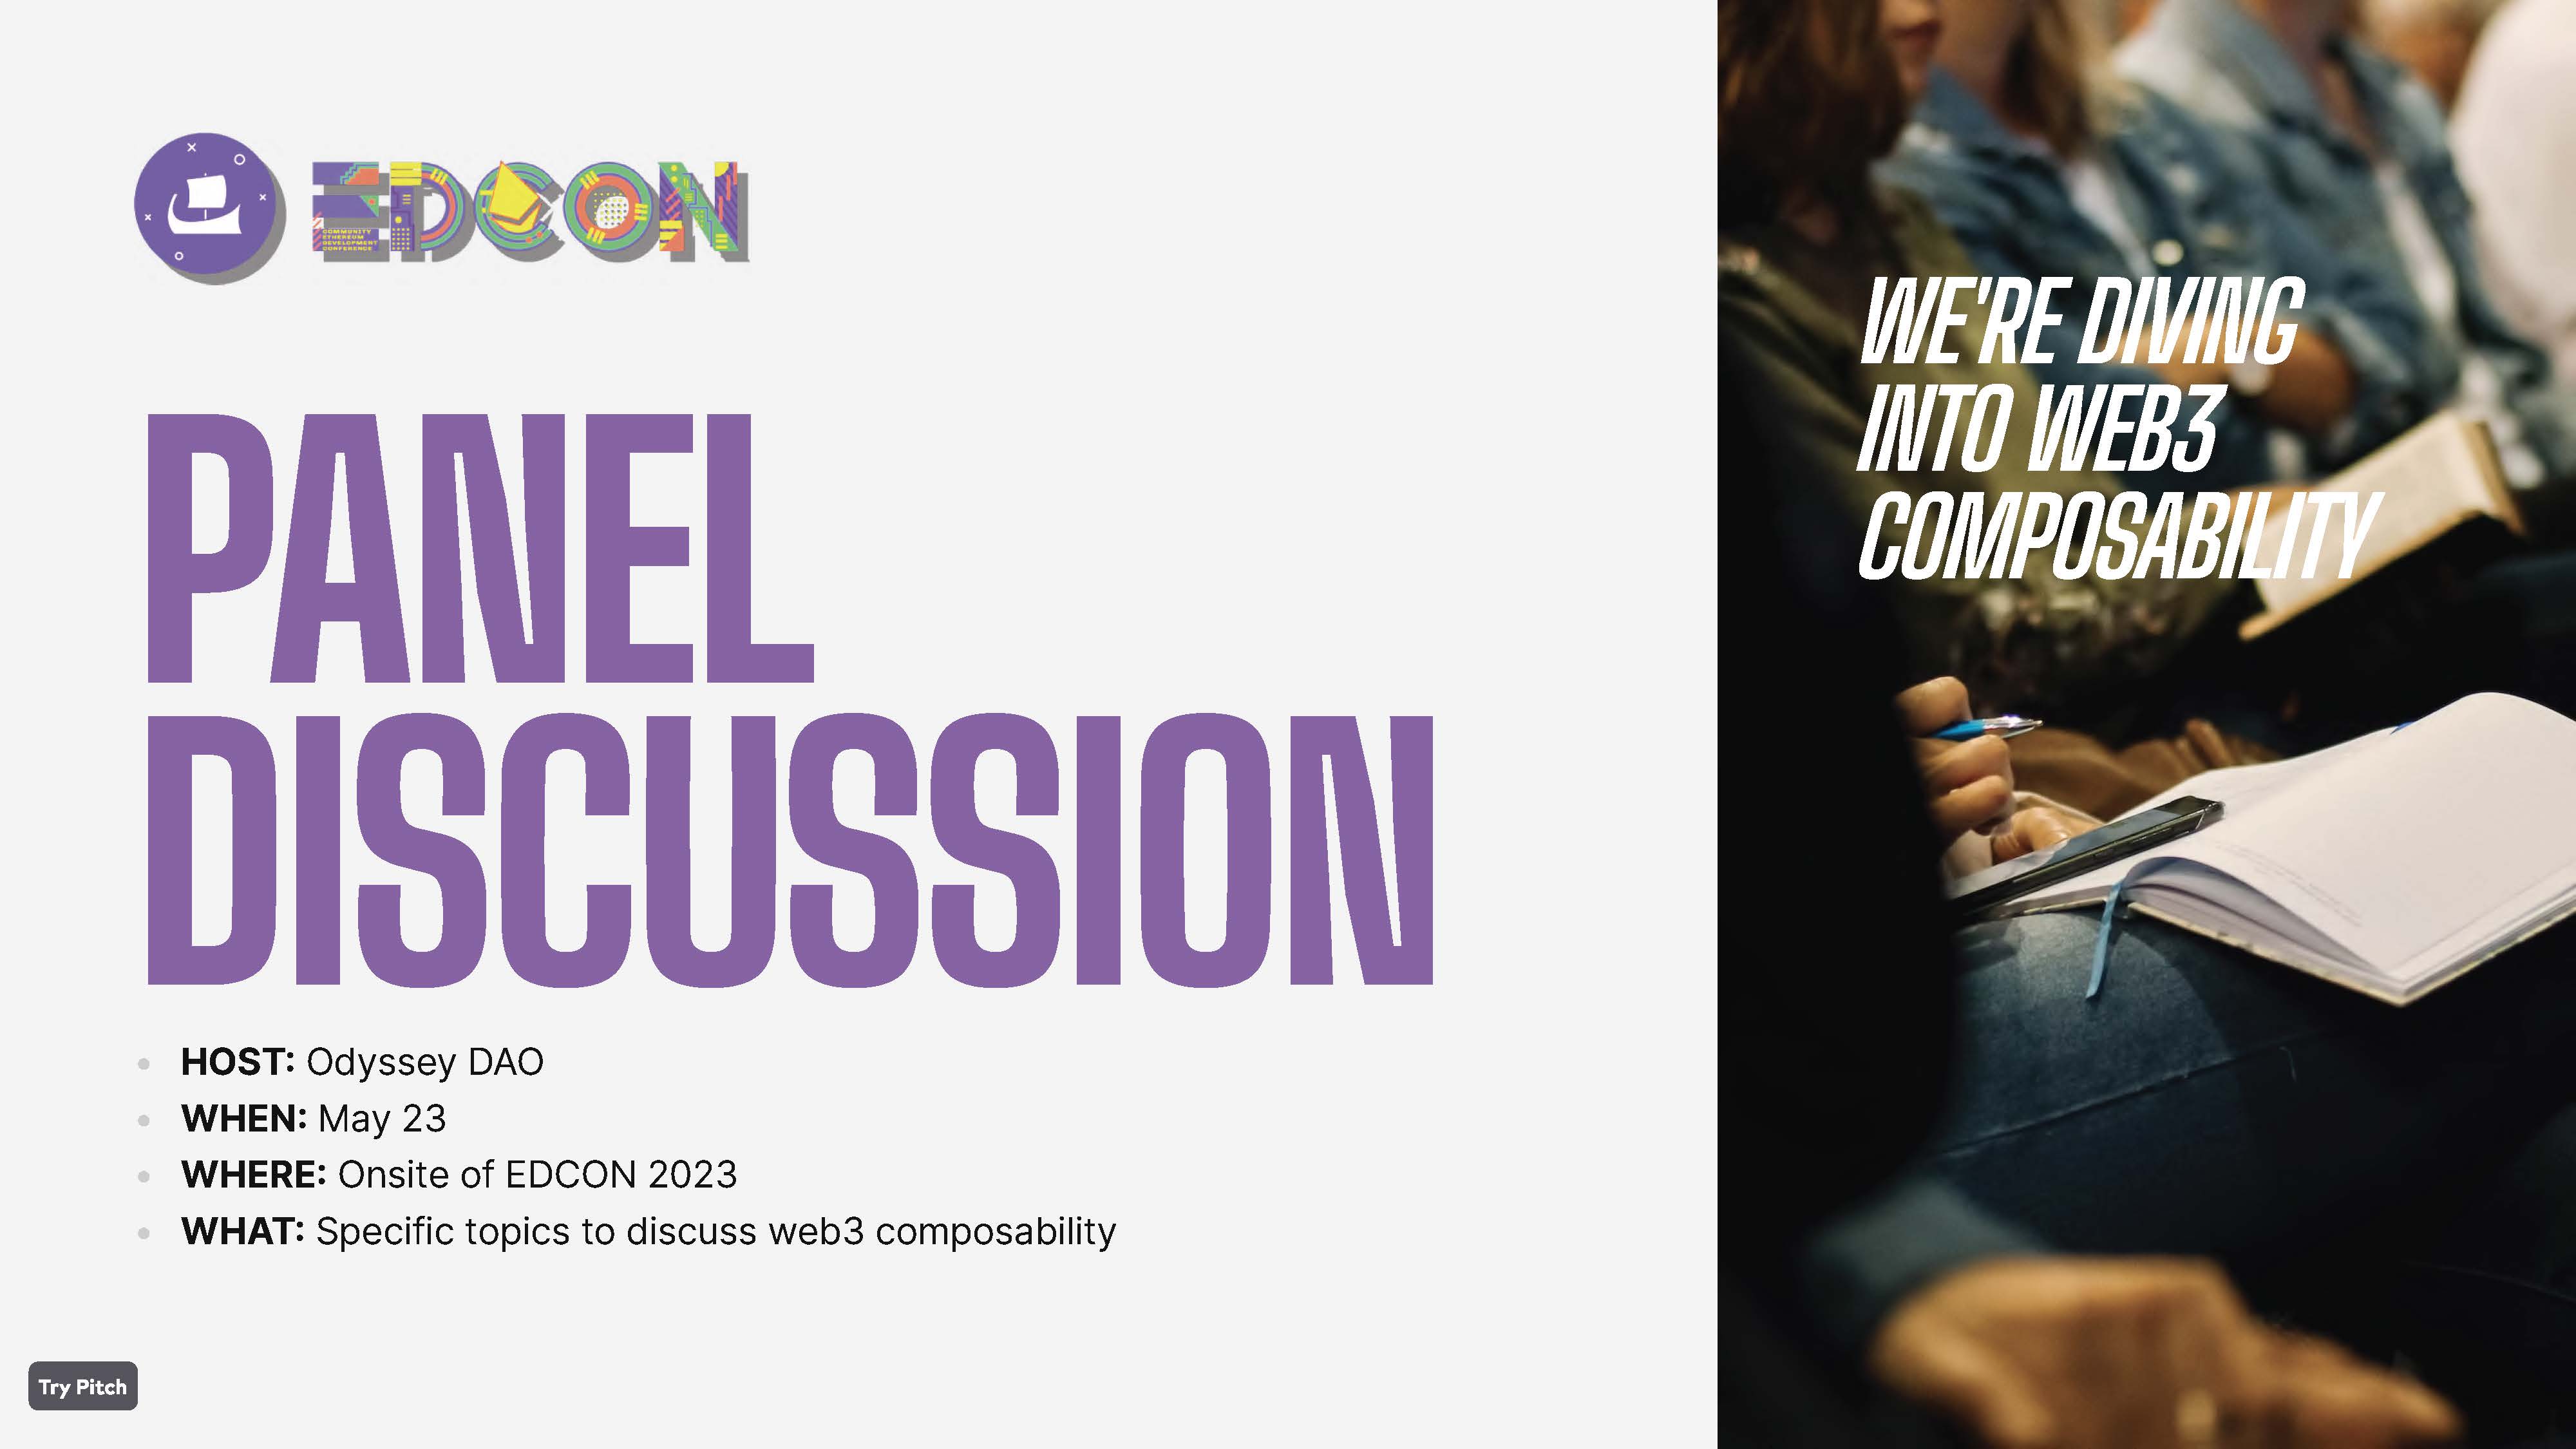 EDCON
COMMUNITY
ETHEREUM
DEVELOPMENT
CONFERENCE
PANEL
DISCUSSION
HOST: Odyssey DAO
WHEN: May 23
WHERE: Onsite of EDCON 2023
WHAT: Specific topics to discuss web3 composability
Try Pitch
WE'RE DIVING
INTO WEB3
COMPOSABILITY